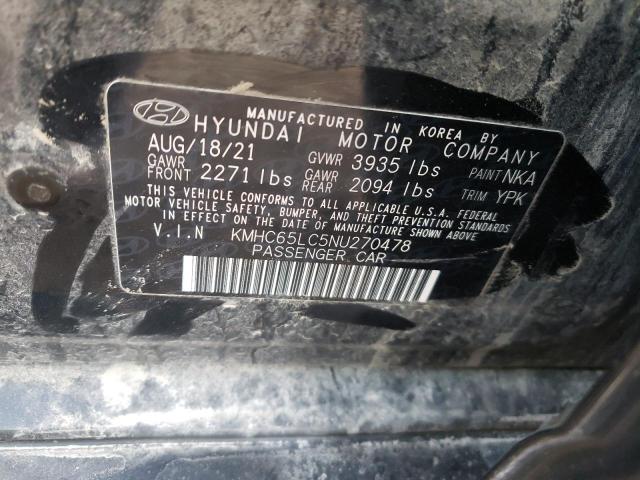 MANUFACTURED IN KOREA BY
HYUNDAI MOTOR COMPANY
AUG/18/21 GVWR 3935 lbs PAINT NKA
GAWR FRONT 2271 lbs GAWR REAR 2094 lbs TRIM YPK
THIS VEHICLE CONFORMS TO ALL APPLICABLE U.S.A. FEDERAL
MOTOR VEHICLE SAFETY, BUMPER, AND THEFT PREVENTION STANDARDS
IN EFFECT ON THE DATE OF MANUFACTURE SHOWN ABOVE.
V.I.N KMHC65LC5NU270478
PASSENGER CAR